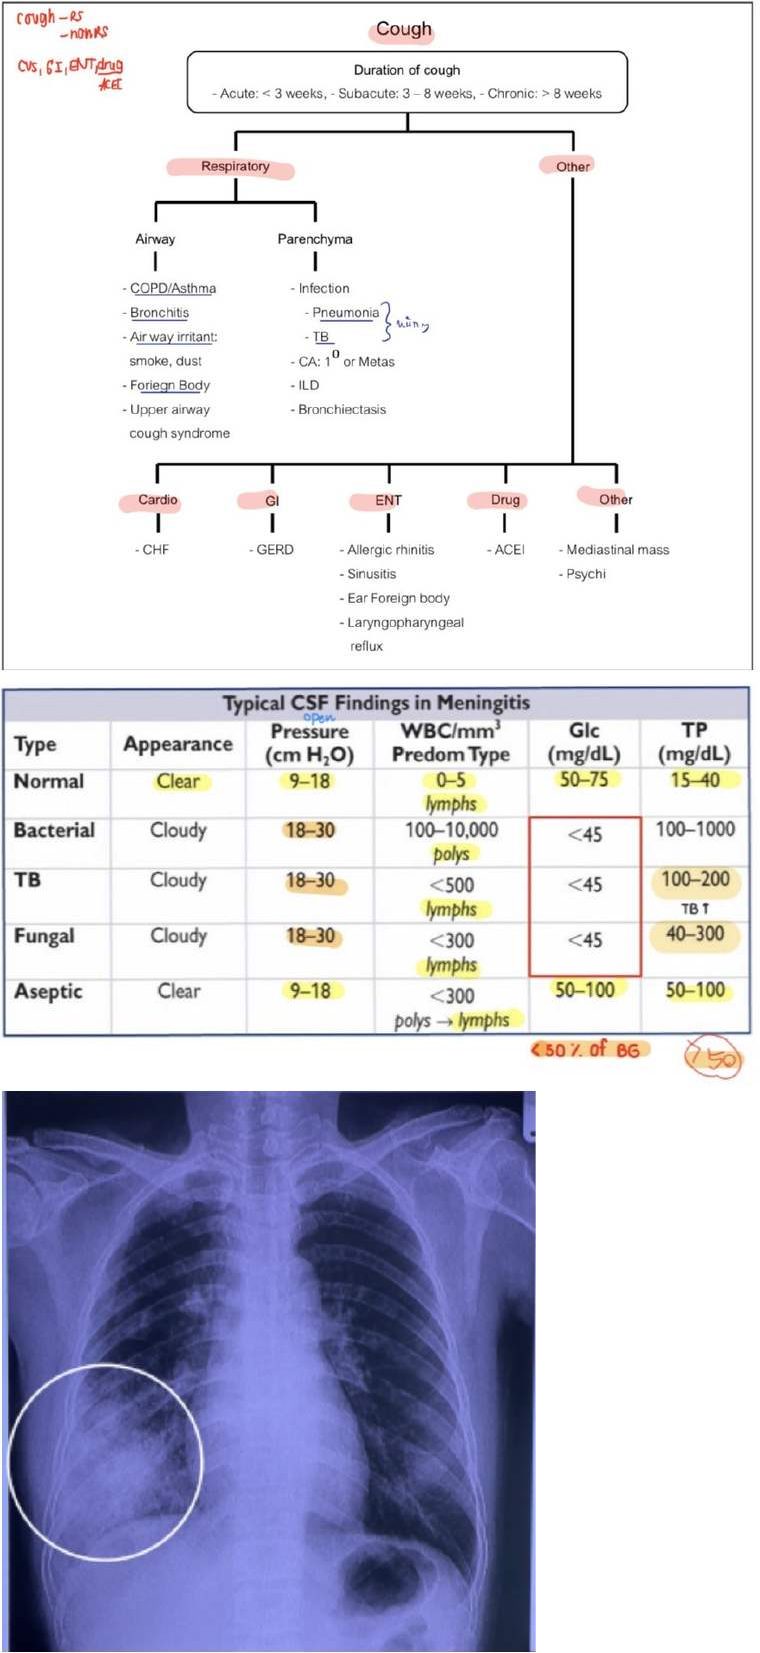 cough - RS
- nonRS
CVS, GI, ENT, drug
ACEI
Cough
Duration of cough
- Acute: < 3 weeks, - Subacute: 3 – 8 weeks, - Chronic: > 8 weeks
Respiratory
Other
Airway
- COPD/Asthma
- Bronchitis
- Air way irritant:
smoke, dust
- Foriegn Body
- Upper airway
cough syndrome
Parenchyma
- Infection
- Pneumonia
- TB
- CA: 1⁰ or Metas
- ILD
- Bronchiectasis
Cardio
- CHF
GI
- GERD
ENT
- Allergic rhinitis
- Sinusitis
- Ear Foreign body
- Laryngopharyngeal
reflux
Drug
- ACEI
Other
- Mediastinal mass
- Psychi
Typical CSF Findings in Meningitis
open
Type Appearance Pressure (cm H₂O) WBC/mm³ Predom Type Glc (mg/dL) TP (mg/dL)
Normal Clear 9–18 0–5 lymphs 50–75 15–40
Bacterial Cloudy 18–30 100–10,000 polys <45 100–1000
TB Cloudy 18–30 <500 lymphs <45 100–200 TB ↑
Fungal Cloudy 18–30 <300 lymphs <45 40–300
Aseptic Clear 9–18 <300 polys → lymphs 50–100 50–100
< 50 % of BG
>50